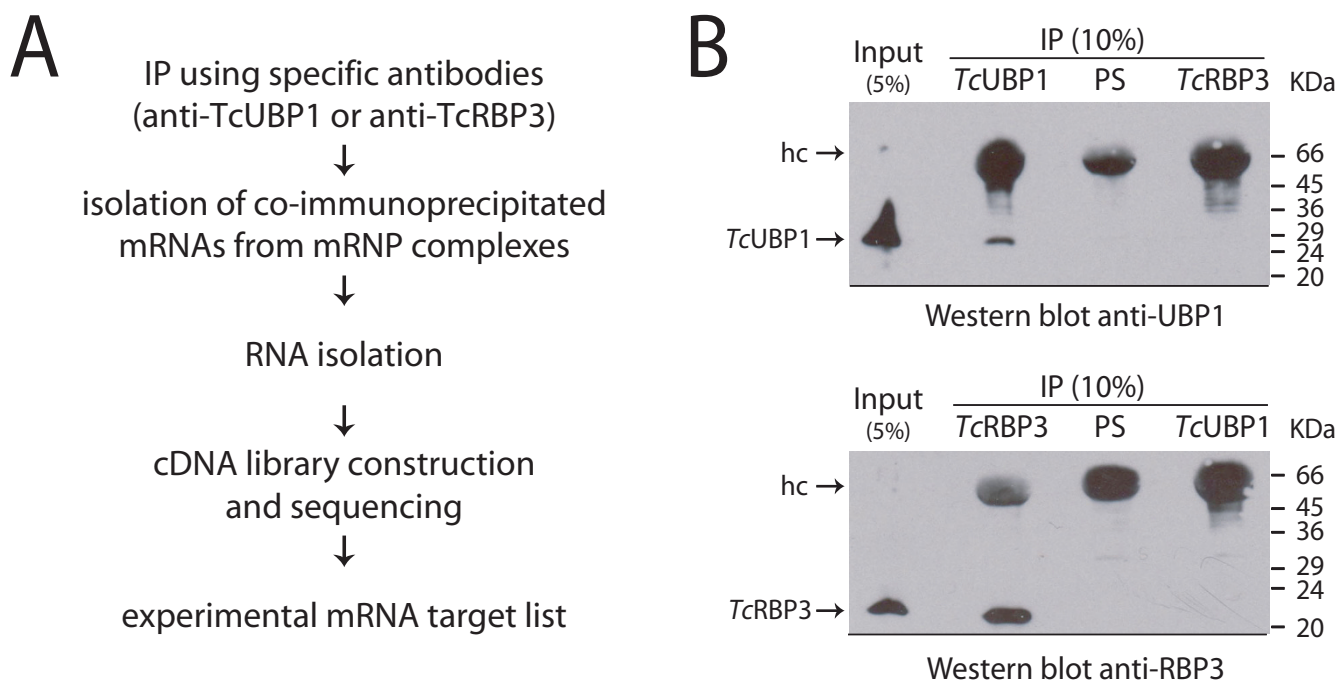 A
IP using specific antibodies
(anti-TcUBP1 or anti-TcRBP3)
↓
isolation of co-immunoprecipitated
mRNAs from mRNP complexes
↓
RNA isolation
↓
cDNA library construction
and sequencing
↓
experimental mRNA target list
B
Input
(5%)
IP (10%)
TcUBP1 PS TcRBP3 KDa
hc →
TcUBP1 →
66
45
36
29
24
20
Western blot anti-UBP1
Input
(5%)
IP (10%)
TcRBP3 PS TcUBP1 KDa
hc →
TcRBP3 →
66
45
36
29
24
20
Western blot anti-RBP3